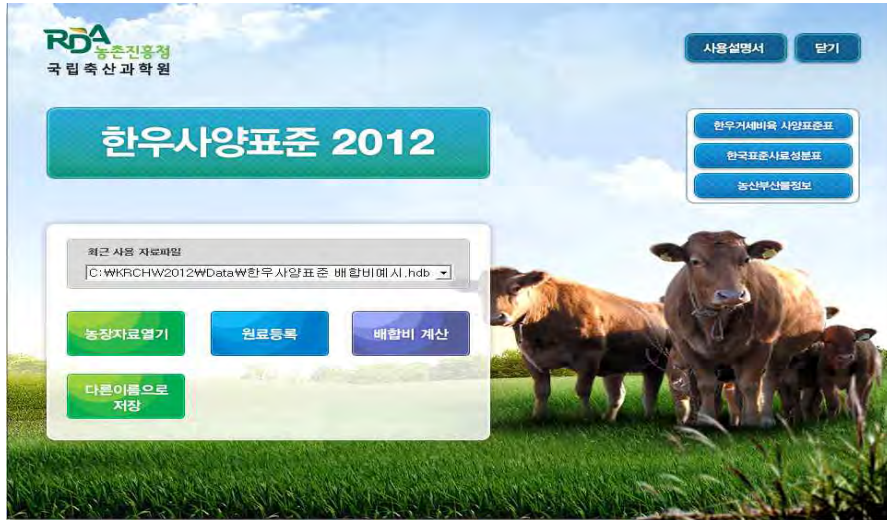 RDA
농촌진흥청
국립축산과학원
사용설명서
닫기
한우사양표준 2012
한우거세비육 사양표준표
한국표준사료성분표
농산부산물정보
최근 사용 자료파일
C:₩KRCHW2012₩Data₩한우사양표준 배합비예시.hdb
농장자료열기
원료등록
배합비 계산
다른이름으로
저장